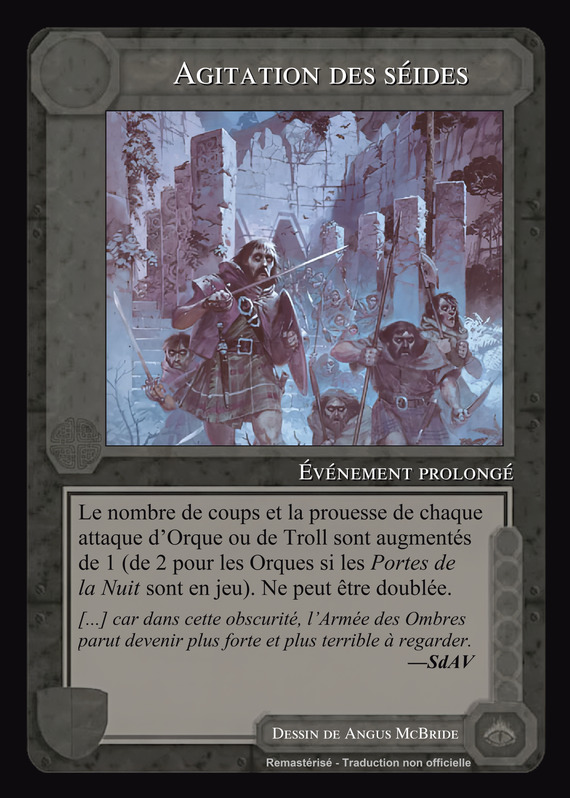 Agitation des séides
Événement prolongé
Le nombre de coups et la prouesse de chaque
attaque d'Orque ou de Troll sont augmentés
de 1 (de 2 pour les Orques si les Portes de
la Nuit sont en jeu). Ne peut être doublée.
[...] car dans cette obscurité, l'Armée des Ombres
parut devenir plus forte et plus terrible à regarder.
—SdAV
Dessin de Angus McBride
Remastérisé - Traduction non officielle